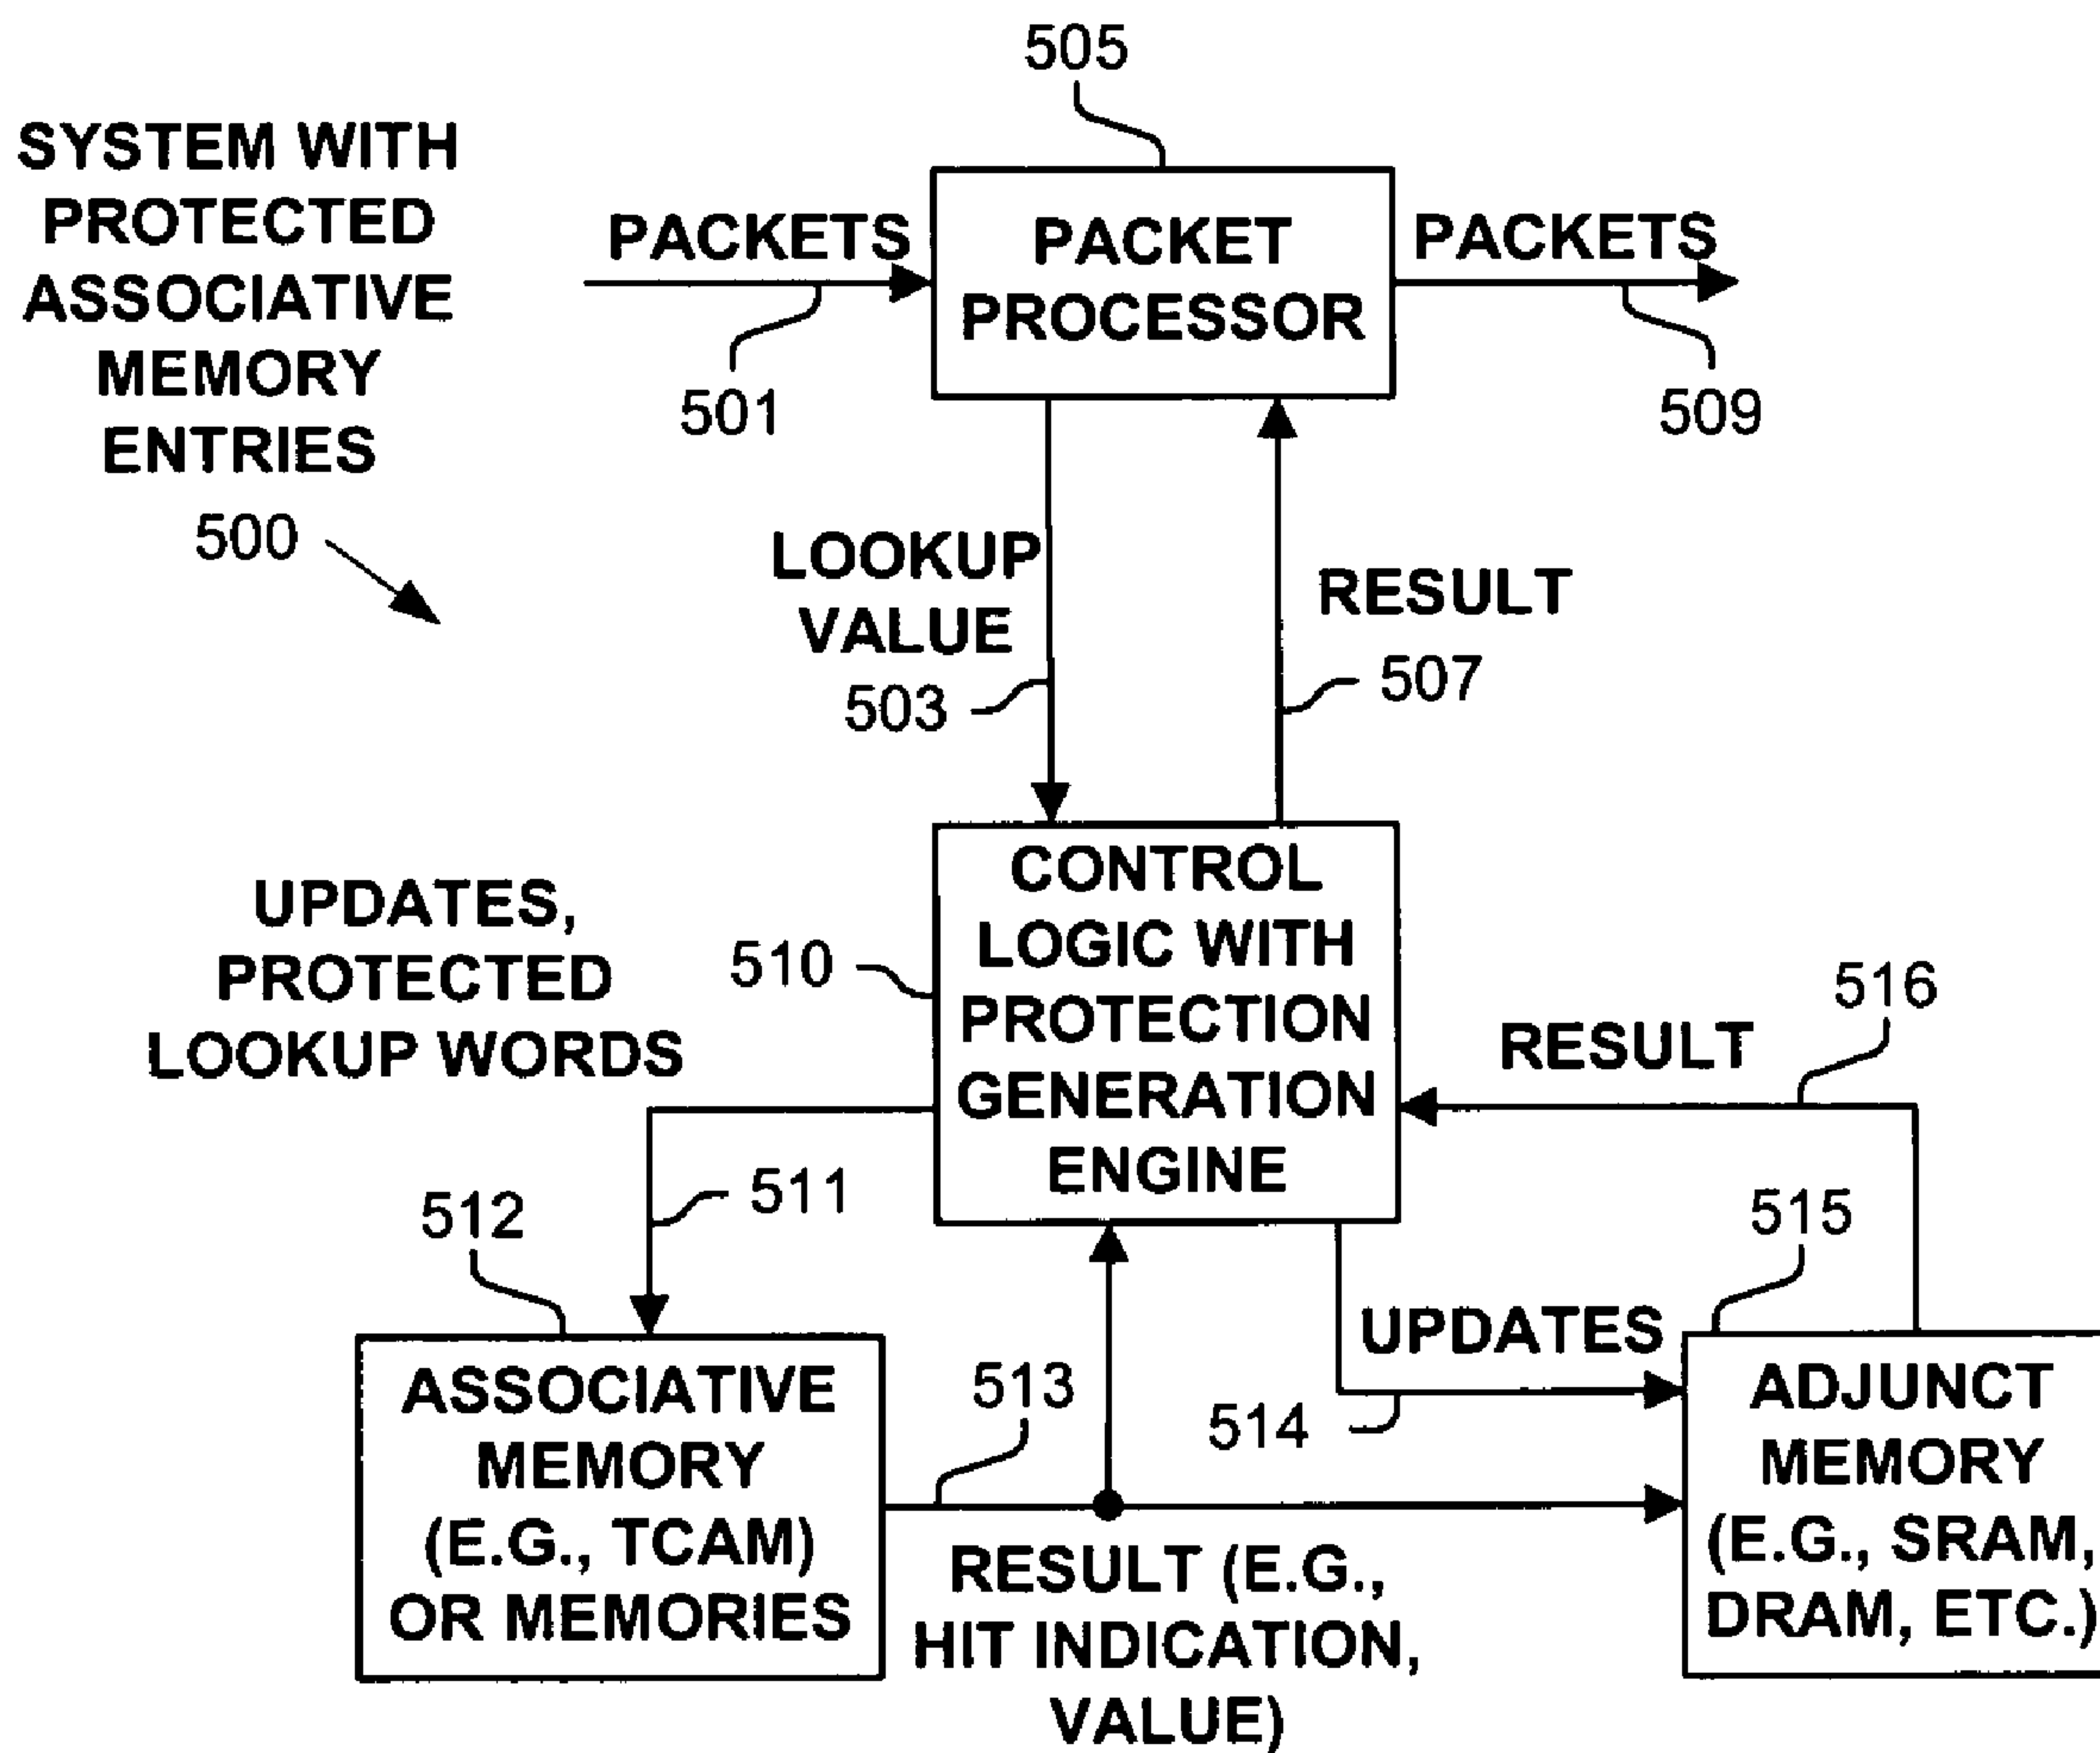 505
SYSTEM WITH
PROTECTED
ASSOCIATIVE
MEMORY
ENTRIES
500
PACKETS
501
PACKET
PROCESSOR
PACKETS
509
LOOKUP
VALUE
503
RESULT
507
UPDATES,
PROTECTED
LOOKUP WORDS
510
CONTROL
LOGIC WITH
PROTECTION
GENERATION
ENGINE
516
RESULT
511
512
515
UPDATES
514
513
ASSOCIATIVE
MEMORY
(E.G., TCAM)
OR MEMORIES
RESULT (E.G.,
HIT INDICATION,
VALUE)
ADJUNCT
MEMORY
(E.G., SRAM,
DRAM, ETC.)